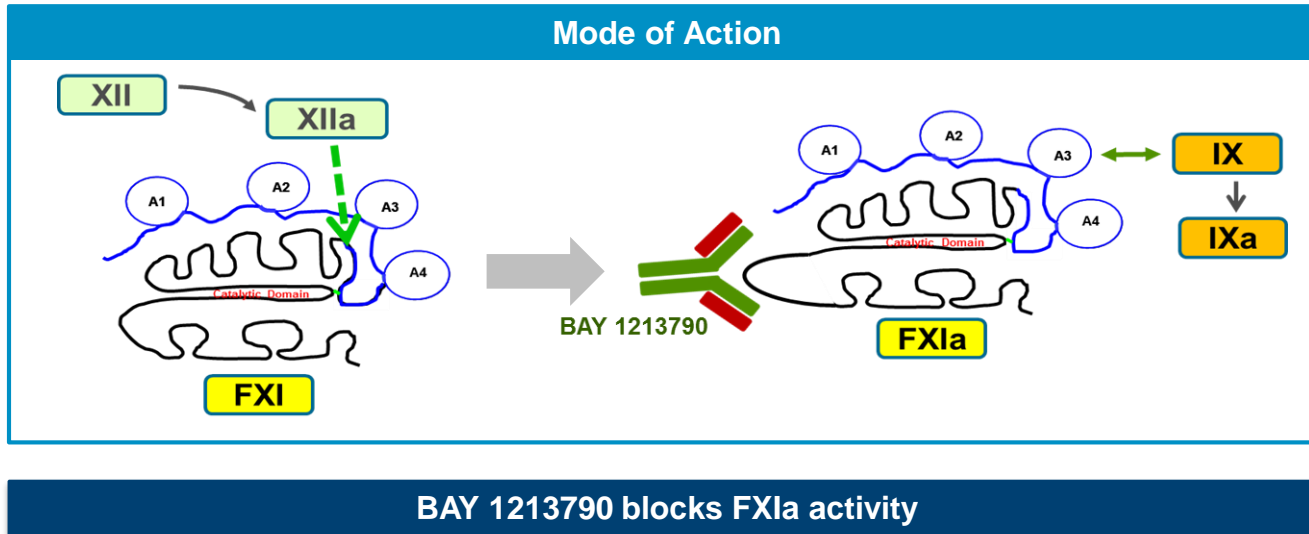 Mode of Action
XII
XIIa
A1
A2
A3
A4
Catalytic Domain
FXI
BAY 1213790
A1
A2
A3
A4
Catalytic Domain
FXIa
IX
IXa
BAY 1213790 blocks FXIa activity